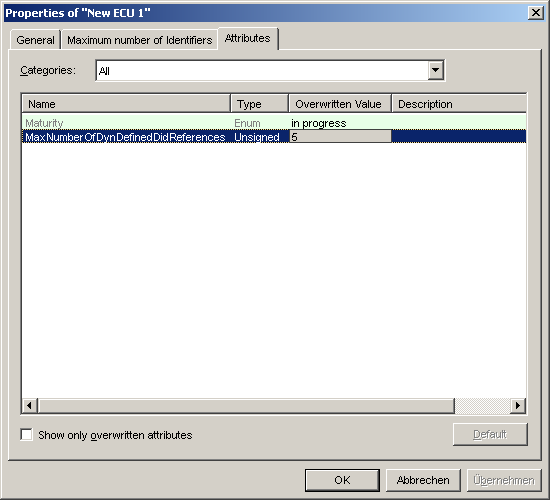 Properties of "New ECU 1"
General Maximum number of Identifiers Attributes
Categories: All
Name Type Overwritten Value Description
Maturity Enum in progress
MaxNumberOfDynDefinedDidReferences Unsigned 5
Show only overwritten attributes Default
OK Abbrechen Übernehmen